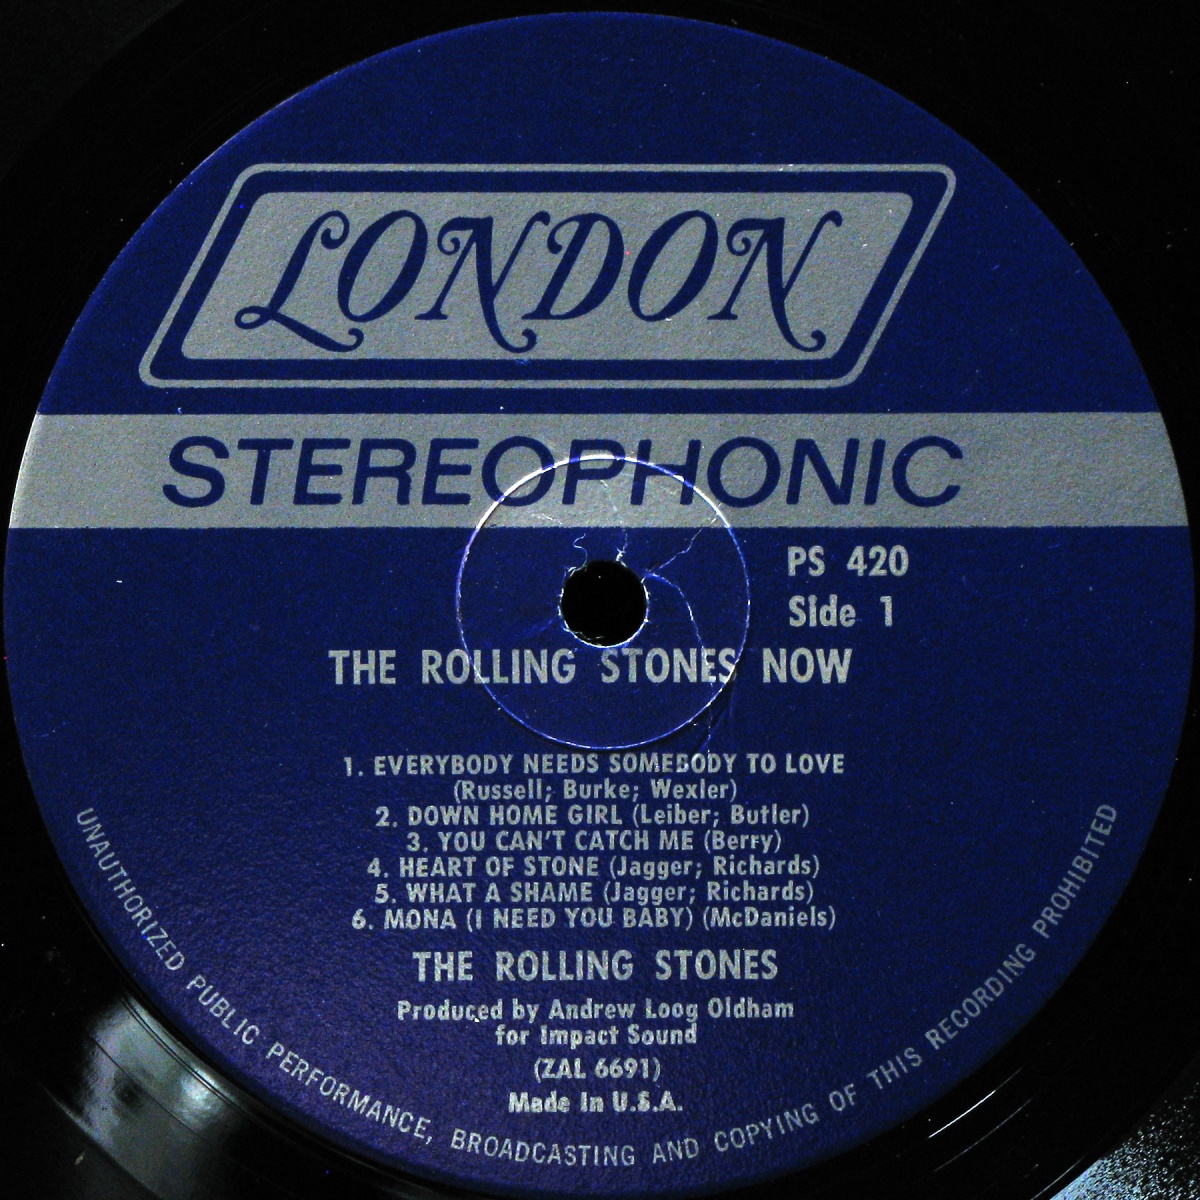 LONDON
STEREOPHONIC
PS 420
Side 1
THE ROLLING STONES NOW
1. EVERYBODY NEEDS SOMEBODY TO LOVE
(Russell; Burke; Wexler)
2. DOWN HOME GIRL (Leiber; Butler)
3. YOU CAN'T CATCH ME (Berry)
4. HEART OF STONE (Jagger; Richards)
5. WHAT A SHAME (Jagger; Richards)
6. MONA (I NEED YOU BABY) (McDaniels)
THE ROLLING STONES
Produced by Andrew Loog Oldham
for Impact Sound
(ZAL 6691)
Made In U.S.A.
UNAUTHORIZED PUBLIC PERFORMANCE, BROADCASTING AND COPYING OF THIS RECORDING PROHIBITED